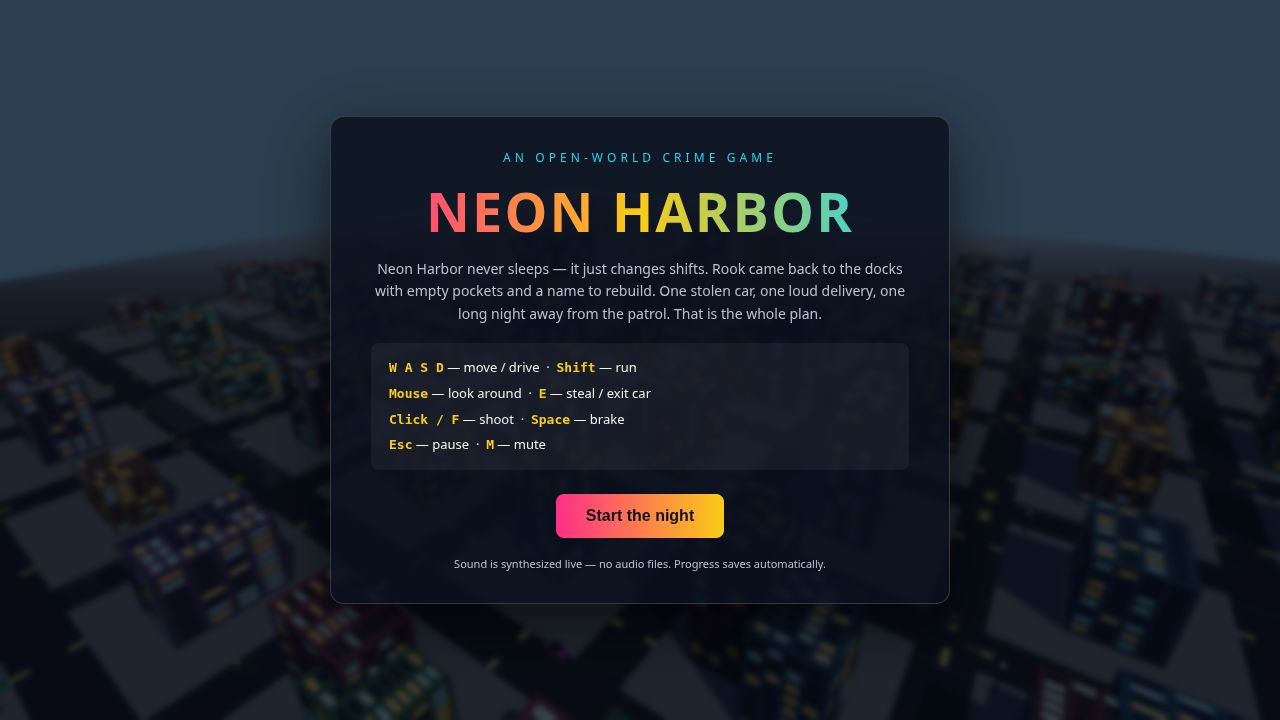 AN OPEN-WORLD CRIME GAME
NEON HARBOR
Neon Harbor never sleeps — it just changes shifts. Rook came back to the docks
with empty pockets and a name to rebuild. One stolen car, one loud delivery, one
long night away from the patrol. That is the whole plan.
W A S D — move / drive · Shift — run
Mouse — look around · E — steal / exit car
Click / F — shoot · Space — brake
Esc — pause · M — mute
Start the night
Sound is synthesized live — no audio files. Progress saves automatically.